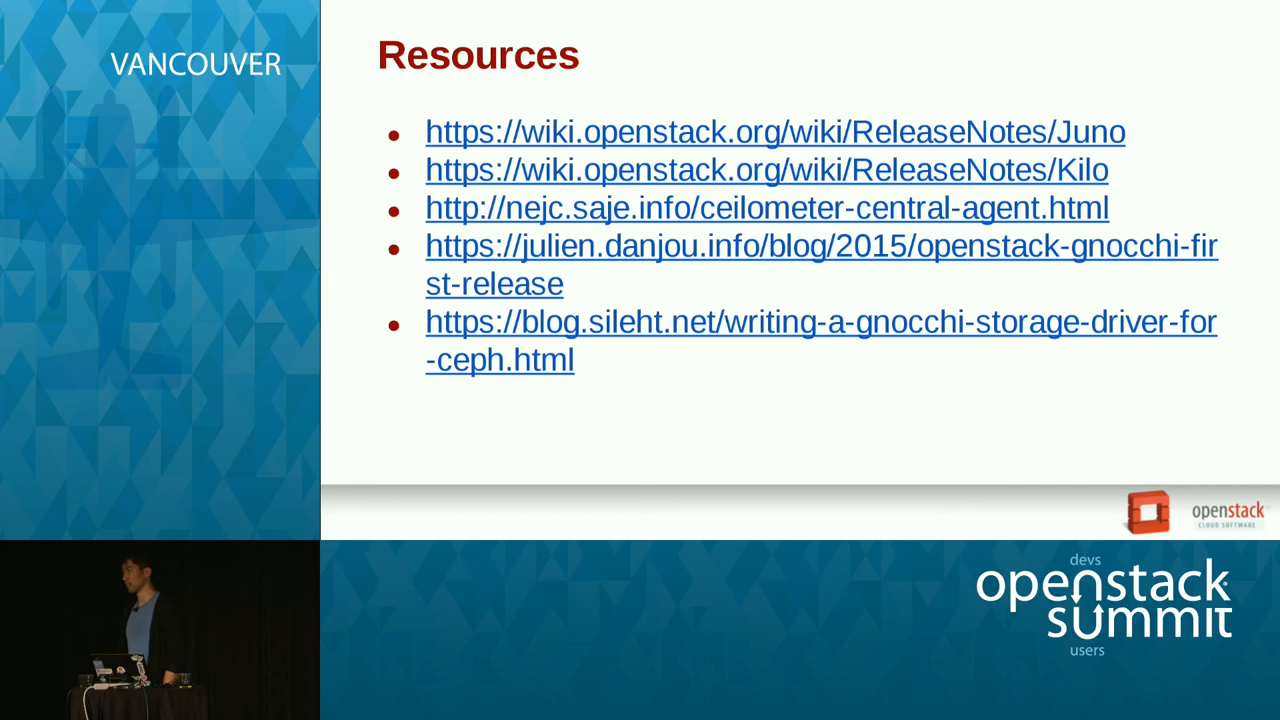 VANCOUVER
Resources
https://wiki.openstack.org/wiki/ReleaseNotes/Juno
https://wiki.openstack.org/wiki/ReleaseNotes/Kilo
http://nejc.saje.info/ceilometer-central-agent.html
https://julien.danjou.info/blog/2015/openstack-gnocchi-fir
st-release
https://blog.sileht.net/writing-a-gnocchi-storage-driver-for
-ceph.html
openstack
CLOUD SOFTWARE
devs
openstack
summit
users